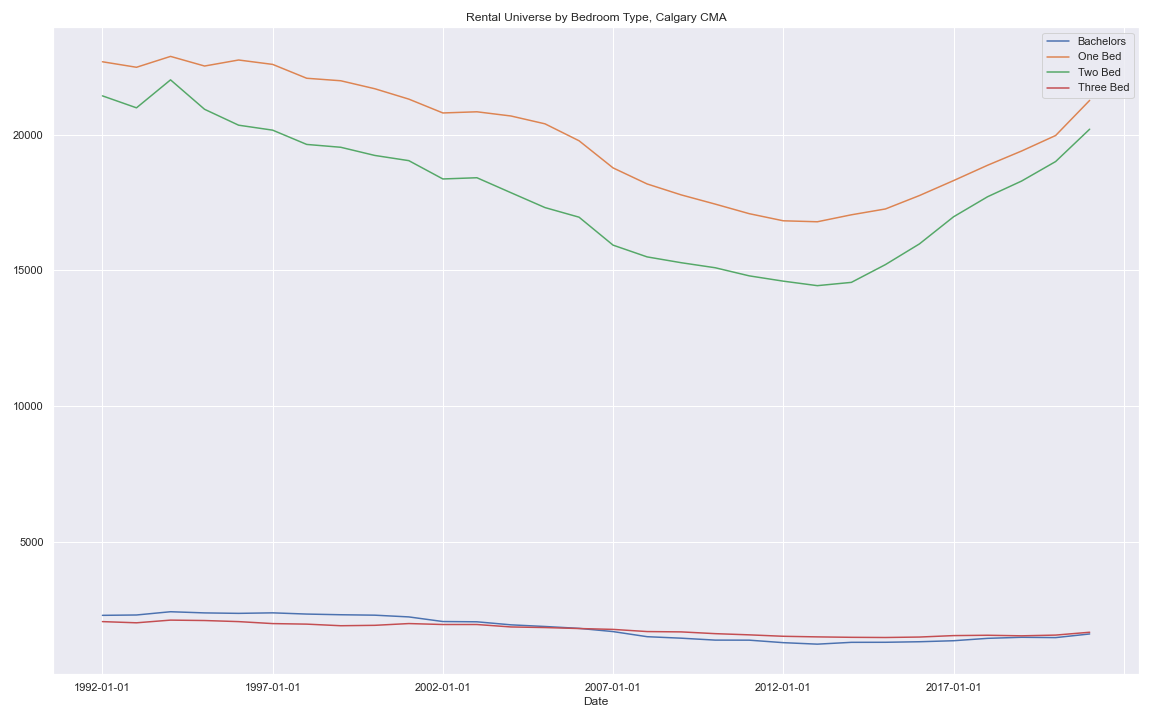 Rental Universe by Bedroom Type, Calgary CMA
Bachelors
One Bed
Two Bed
Three Bed
20000
15000
10000
5000
1992-01-01 1997-01-01 2002-01-01 2007-01-01 2012-01-01 2017-01-01
Date